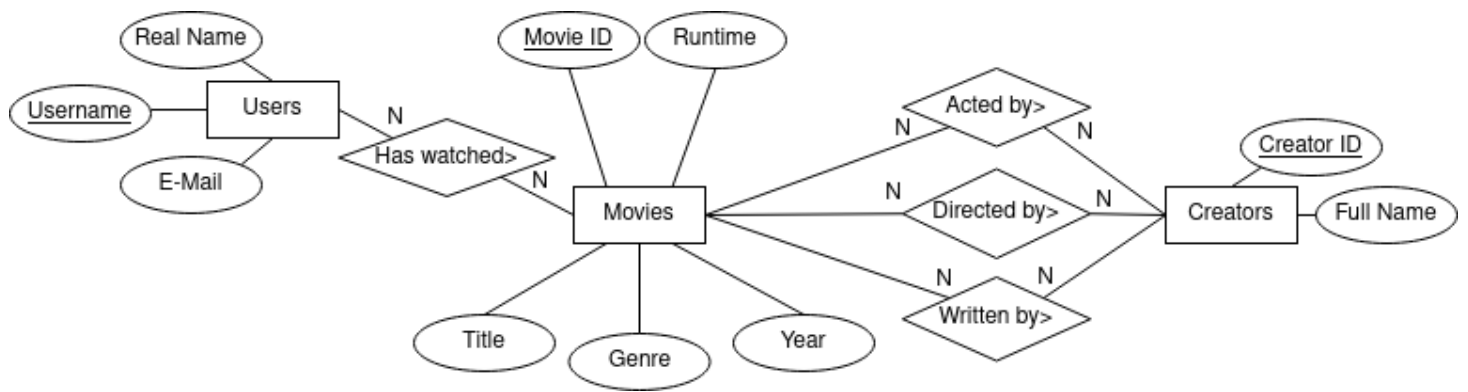 Real Name
Movie ID
Runtime
Username
Users
N
Has watched>
E-Mail
N
Movies
Acted by>
N
N
Creator ID
N
Directed by>
N
Creators
Full Name
N
N
Written by>
Title
Genre
Year